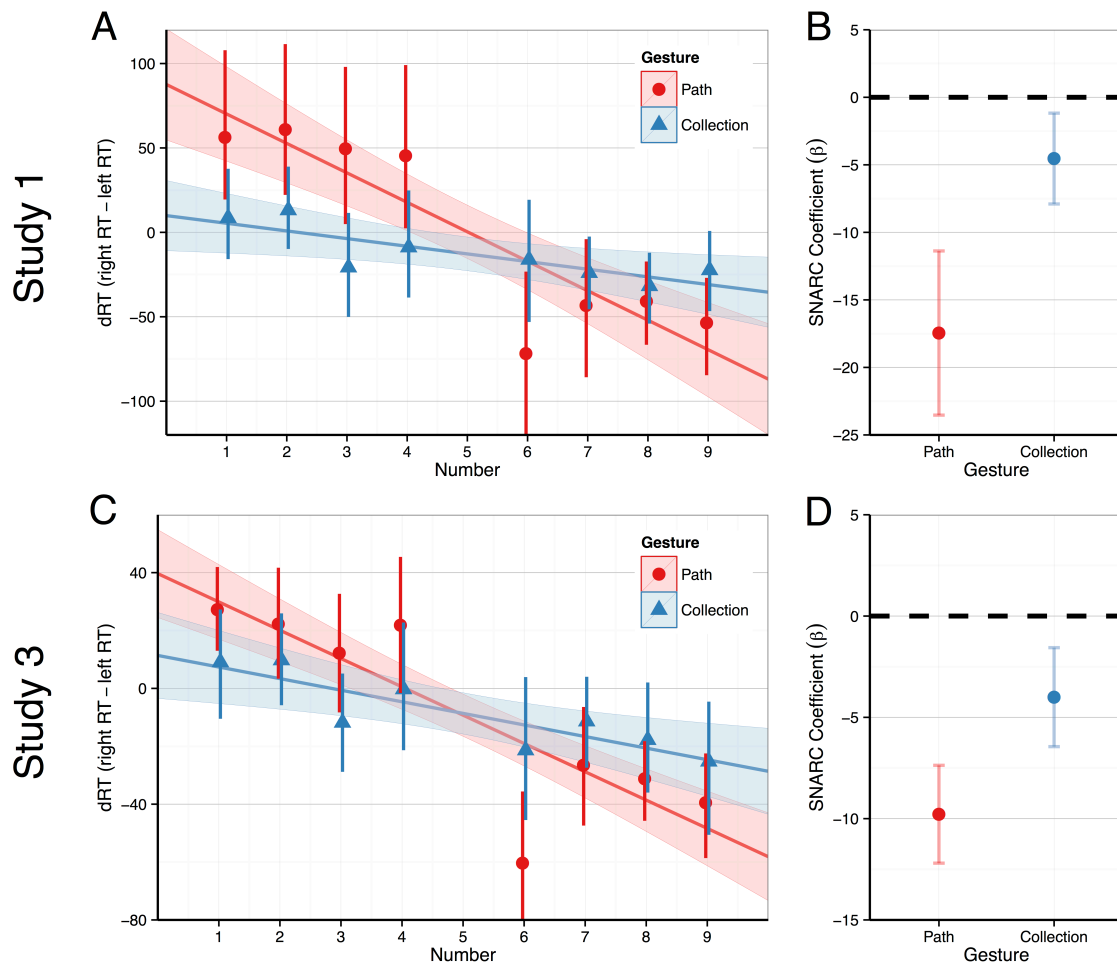 Study 1
A
dRT (right RT − left RT)
100
50
0
−50
−100
1 2 3 4 5 6 7 8 9
Number
Gesture
Path
Collection
B
SNARC Coefficient (β)
5
0
−5
−10
−15
−20
−25
Path Collection
Gesture
Study 3
C
dRT (right RT − left RT)
40
0
−40
−80
1 2 3 4 5 6 7 8 9
Number
Gesture
Path
Collection
D
SNARC Coefficient (β)
5
0
−5
−10
−15
Path Collection
Gesture